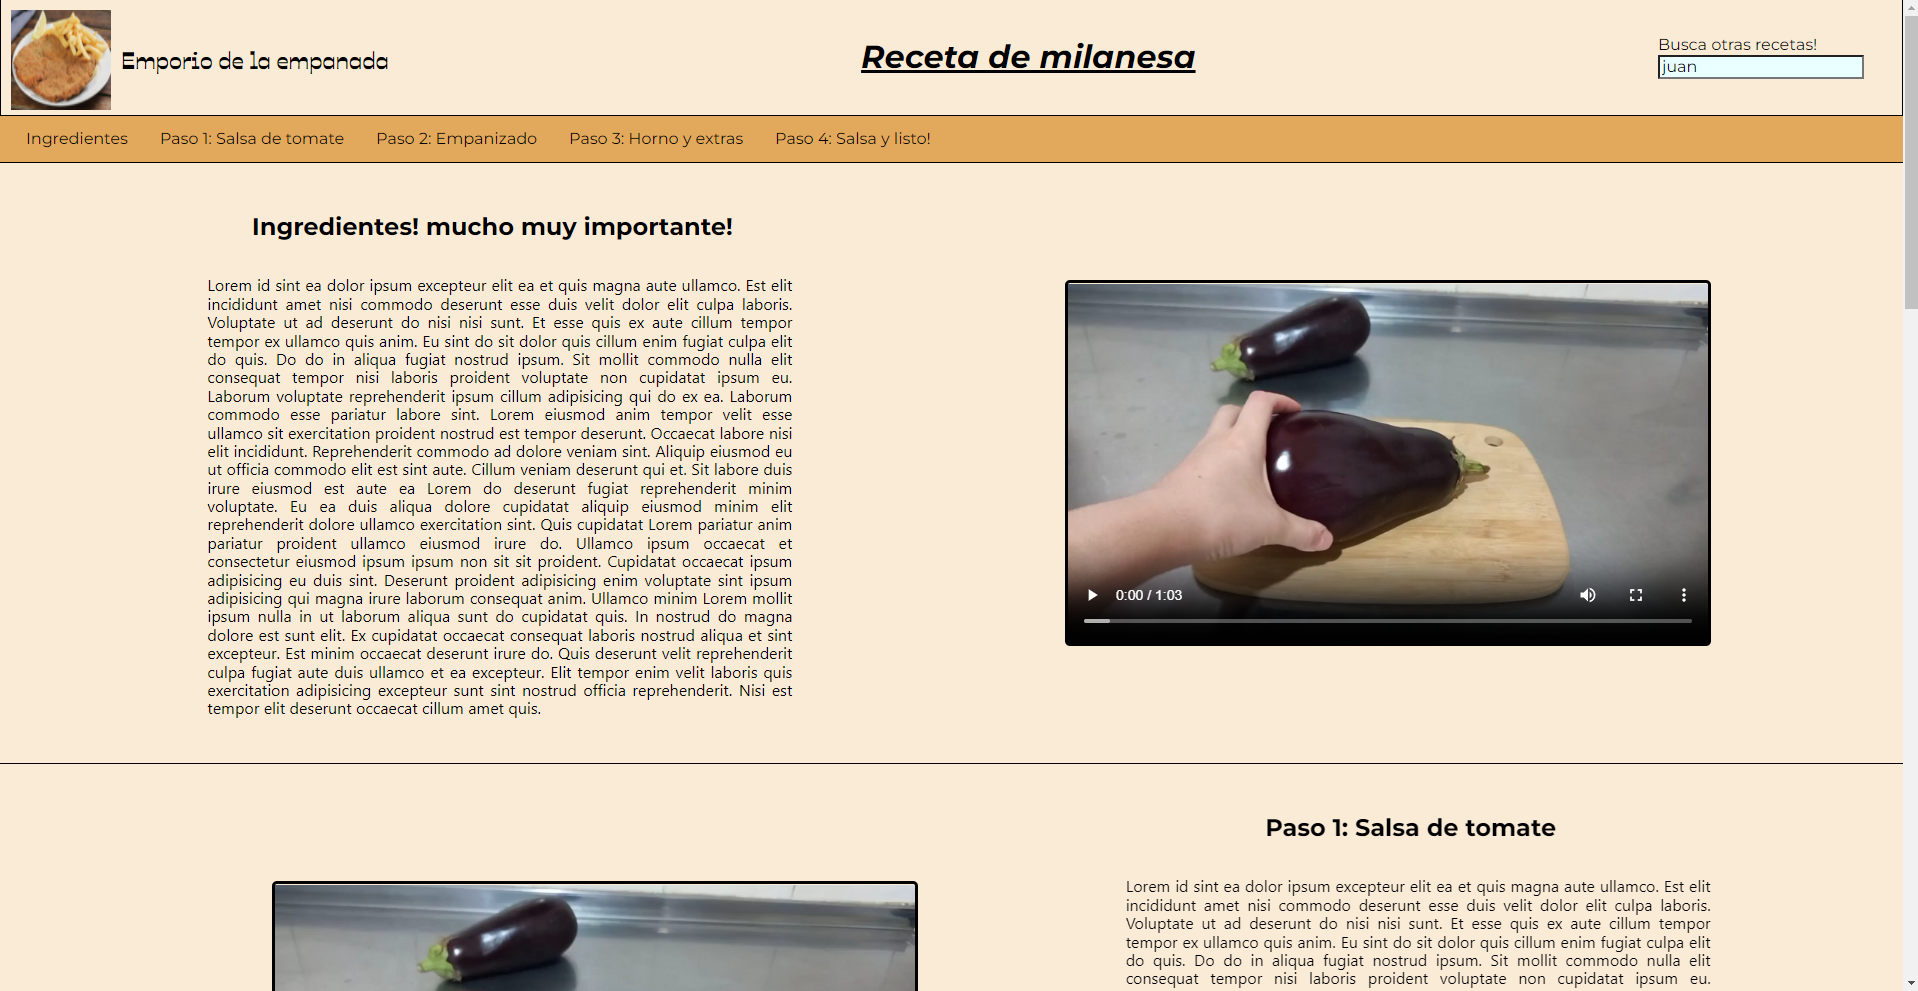 Emporio de la empanada
Receta de milanesa
Busca otras recetas!
juan
Ingredientes
Paso 1: Salsa de tomate
Paso 2: Empanizado
Paso 3: Horno y extras
Paso 4: Salsa y listo!
Ingredientes! mucho muy importante!
Lorem id sint ea dolor ipsum excepteur elit ea et quis magna aute ullamco. Est elit
incididunt amet nisi commodo deserunt esse duis velit dolor elit culpa laboris.
Voluptate ut ad deserunt do nisi nisi sunt. Et esse quis ex aute cillum tempor
tempor ex ullamco quis anim. Eu sint do sit dolor quis cillum enim fugiat culpa elit
do quis. Do do in aliqua fugiat nostrud ipsum. Sit mollit commodo nulla elit
consequat tempor nisi laboris proident voluptate non cupidatat ipsum eu.
Laborum voluptate reprehenderit ipsum cillum adipisicing qui do ex ea. Laborum
commodo esse pariatur labore sint. Lorem eiusmod anim tempor velit esse
ullamco sit exercitation proident nostrud est tempor deserunt. Occaecat labore nisi
elit incididunt. Reprehenderit commodo ad dolore veniam sint. Aliquip eiusmod eu
ut officia commodo elit est sint aute. Cillum veniam deserunt qui et. Sit labore duis
irure eiusmod est aute ea Lorem do deserunt fugiat reprehenderit minim
voluptate. Eu ea duis aliqua dolore cupidatat aliquip eiusmod minim elit
reprehenderit dolore ullamco exercitation sint. Quis cupidatat Lorem pariatur anim
pariatur proident ullamco eiusmod irure do. Ullamco ipsum occaecat et
consectetur eiusmod ipsum ipsum non sit sit proident. Cupidatat occaecat ipsum
adipisicing eu duis sint. Deserunt proident adipisicing enim voluptate sint ipsum
adipisicing qui magna irure laborum consequat anim. Ullamco minim Lorem mollit
ipsum nulla in ut laborum aliqua sunt do cupidatat quis. In nostrud do magna
dolore est sunt elit. Ex cupidatat occaecat consequat laboris nostrud aliqua et sint
excepteur. Est minim occaecat deserunt irure do. Quis deserunt velit reprehenderit
culpa fugiat aute duis ullamco et ea excepteur. Elit tempor enim velit laboris quis
exercitation adipisicing excepteur sunt sint nostrud officia reprehenderit. Nisi est
tempor elit deserunt occaecat cillum amet quis.
0:00 / 1:03
Paso 1: Salsa de tomate
Lorem id sint ea dolor ipsum excepteur elit ea et quis magna aute ullamco. Est elit
incididunt amet nisi commodo deserunt esse duis velit dolor elit culpa laboris.
Voluptate ut ad deserunt do nisi nisi sunt. Et esse quis ex aute cillum tempor
tempor ex ullamco quis anim. Eu sint do sit dolor quis cillum enim fugiat culpa elit
do quis. Do do in aliqua fugiat nostrud ipsum. Sit mollit commodo nulla elit
consequat tempor nisi laboris proident voluptate non cupidatat ipsum eu.